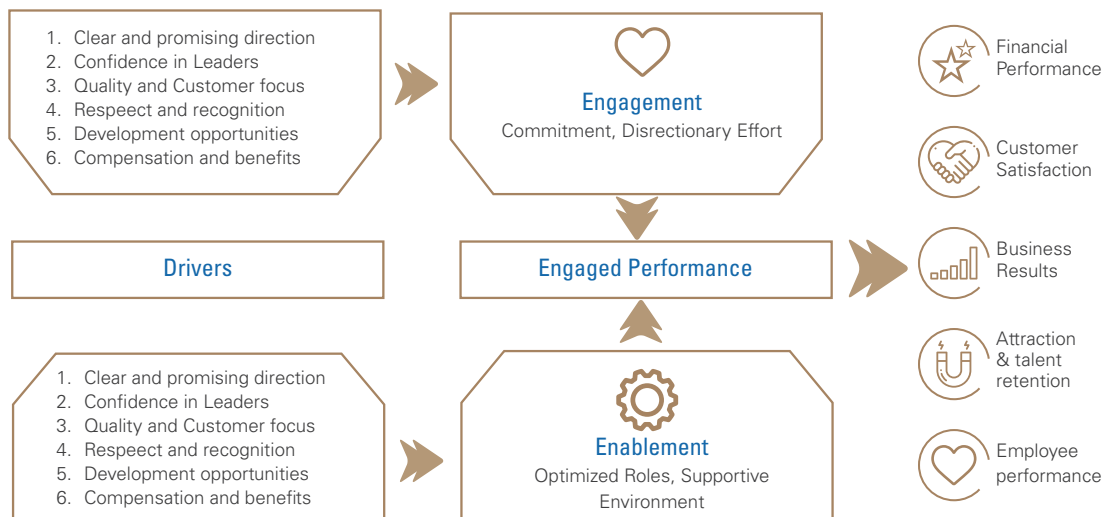 1. Clear and promising direction
2. Confidence in Leaders
3. Quality and Customer focus
4. Respeect and recognition
5. Development opportunities
6. Compensation and benefits
Engagement
Commitment, Disrectionary Effort
Drivers
Engaged Performance
1. Clear and promising direction
2. Confidence in Leaders
3. Quality and Customer focus
4. Respeect and recognition
5. Development opportunities
6. Compensation and benefits
Enablement
Optimized Roles, Supportive
Environment
Financial
Performance
Customer
Satisfaction
Business
Results
Attraction
& talent
retention
Employee
performance